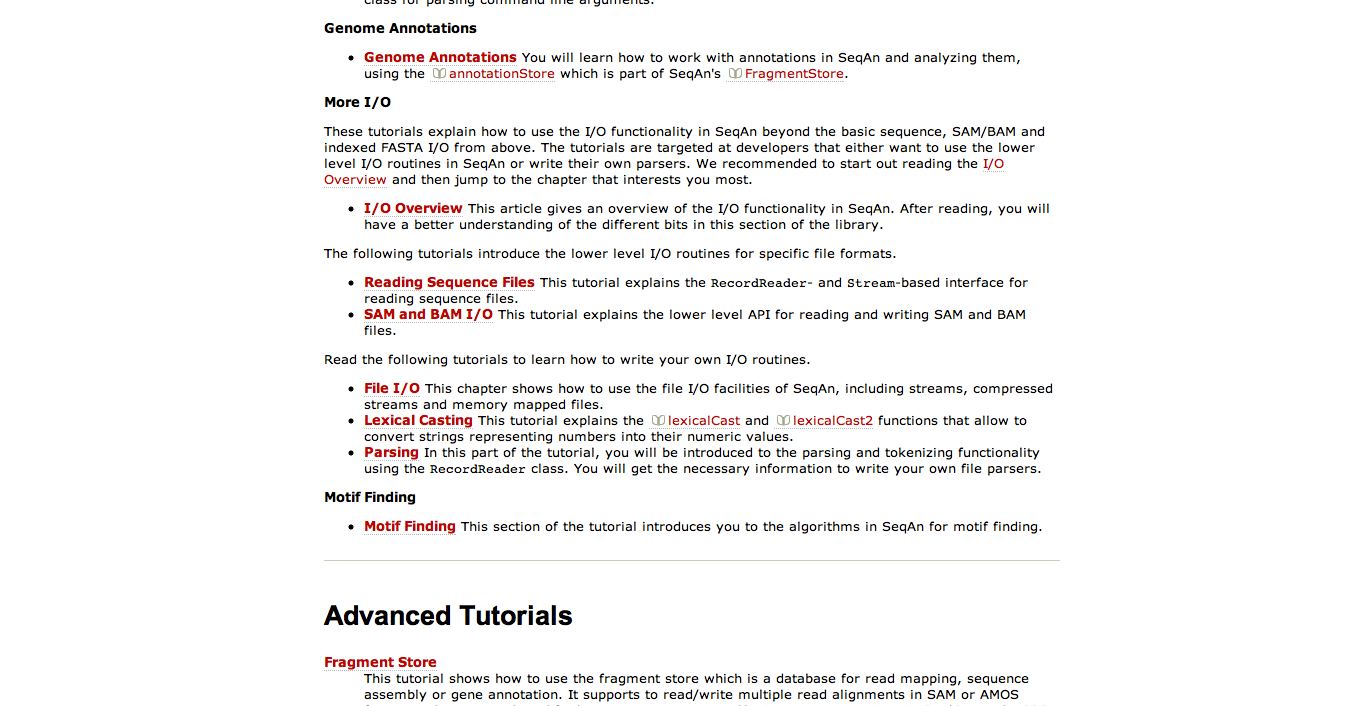 class for parsing command line arguments.
Genome Annotations
• Genome Annotations You will learn how to work with annotations in SeqAn and analyzing them,
using the annotationStore which is part of SeqAn's FragmentStore.
More I/O
These tutorials explain how to use the I/O functionality in SeqAn beyond the basic sequence, SAM/BAM and
indexed FASTA I/O from above. The tutorials are targeted at developers that either want to use the lower
level I/O routines in SeqAn or write their own parsers. We recommended to start out reading the I/O
Overview and then jump to the chapter that interests you most.
• I/O Overview This article gives an overview of the I/O functionality in SeqAn. After reading, you will
have a better understanding of the different bits in this section of the library.
The following tutorials introduce the lower level I/O routines for specific file formats.
• Reading Sequence Files This tutorial explains the RecordReader- and Stream-based interface for
reading sequence files.
• SAM and BAM I/O This tutorial explains the lower level API for reading and writing SAM and BAM
files.
Read the following tutorials to learn how to write your own I/O routines.
• File I/O This chapter shows how to use the file I/O facilities of SeqAn, including streams, compressed
streams and memory mapped files.
• Lexical Casting This tutorial explains the lexicalCast and lexicalCast2 functions that allow to
convert strings representing numbers into their numeric values.
• Parsing In this part of the tutorial, you will be introduced to the parsing and tokenizing functionality
using the RecordReader class. You will get the necessary information to write your own file parsers.
Motif Finding
• Motif Finding This section of the tutorial introduces you to the algorithms in SeqAn for motif finding.
Advanced Tutorials
Fragment Store
This tutorial shows how to use the fragment store which is a database for read mapping, sequence
assembly or gene annotation. It supports to read/write multiple read alignments in SAM or AMOS